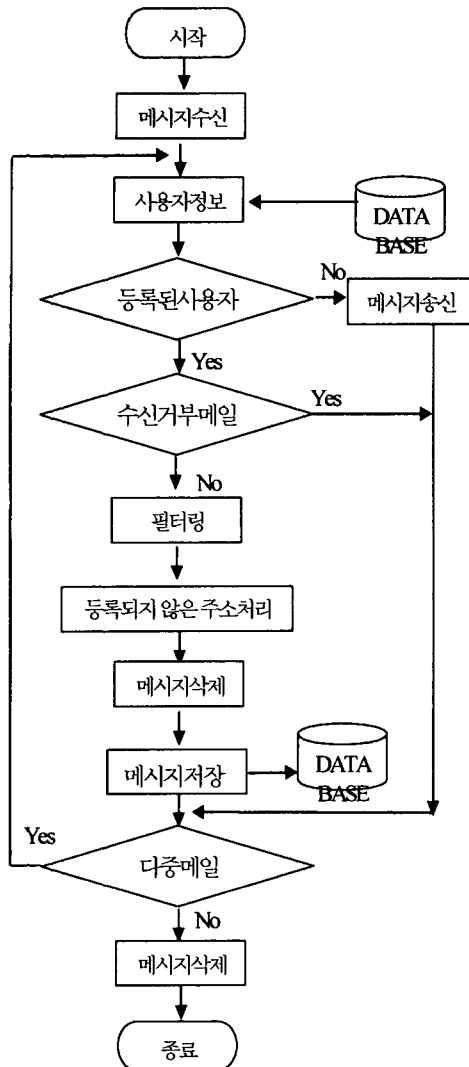 시작
메시지수신
사용자정보
DATA
BASE
등록된사용자
No
메시지송신
Yes
수신거부메일
Yes
No
필터링
등록되지 않은 주소처리
메시지삭제
메시지저장
DATA
BASE
Yes
다중메일
No
메시지삭제
종료